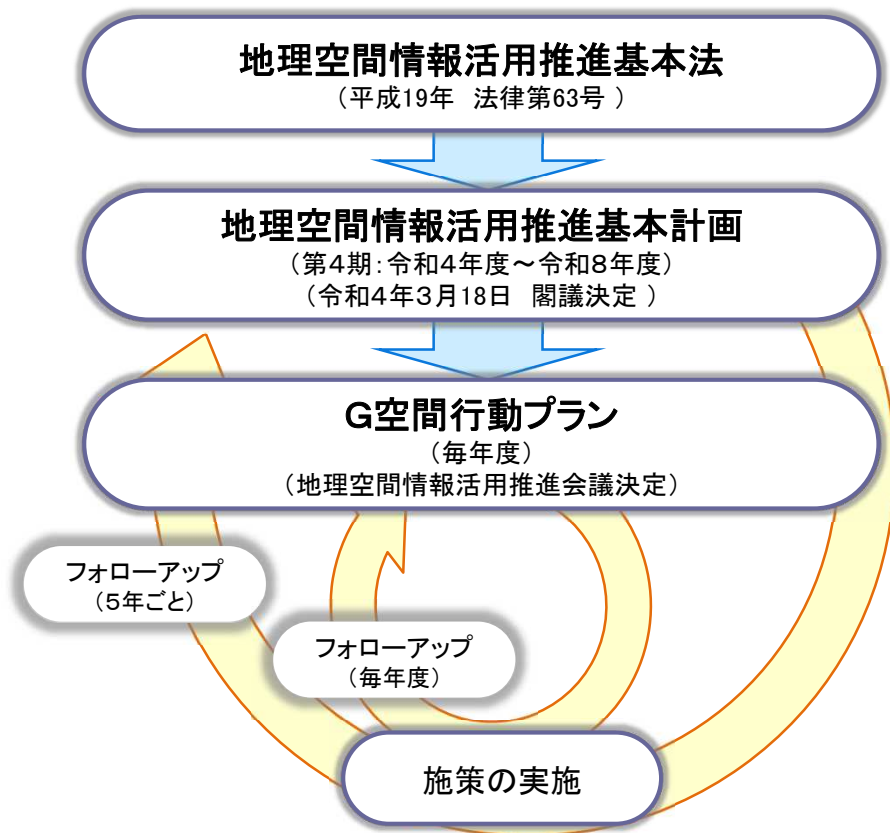 地理空間情報活用推進基本法
（平成19年 法律第63号 ）
地理空間情報活用推進基本計画
（第４期：令和４年度～令和８年度）
（令和４年３月18日 閣議決定 ）
Ｇ空間行動プラン
（毎年度）
（地理空間情報活用推進会議決定）
フォローアップ
（５年ごと）
フォローアップ
（毎年度）
施策の実施